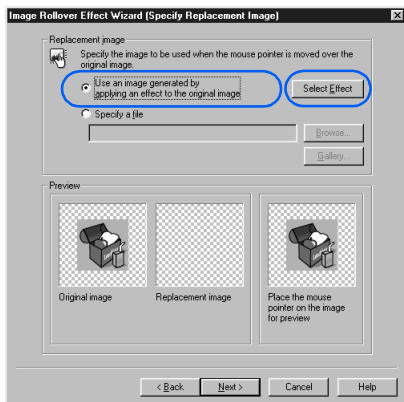 Image Rollover Effect Wizard (Specify Replacement Image)
Replacement image
Specify the image to be used when the mouse pointer is moved over the
original image.
Use an image generated by
applying an effect to the original image
Select Effect
Specify a file
Browse...
Gallery...
Preview
Original image
Replacement image
Place the mouse
pointer on the image
for preview
< Back
Next >
Cancel
Help